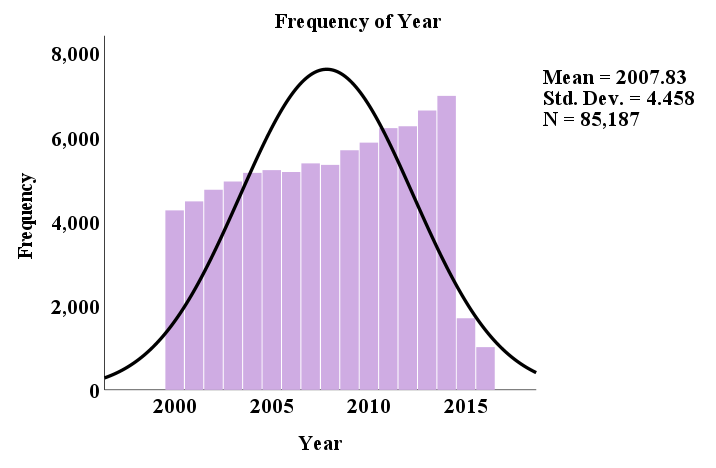 Frequency of Year
8,000
6,000
4,000
2,000
0
Frequency
2000 2005 2010 2015
Year
Mean = 2007.83
Std. Dev. = 4.458
N = 85,187